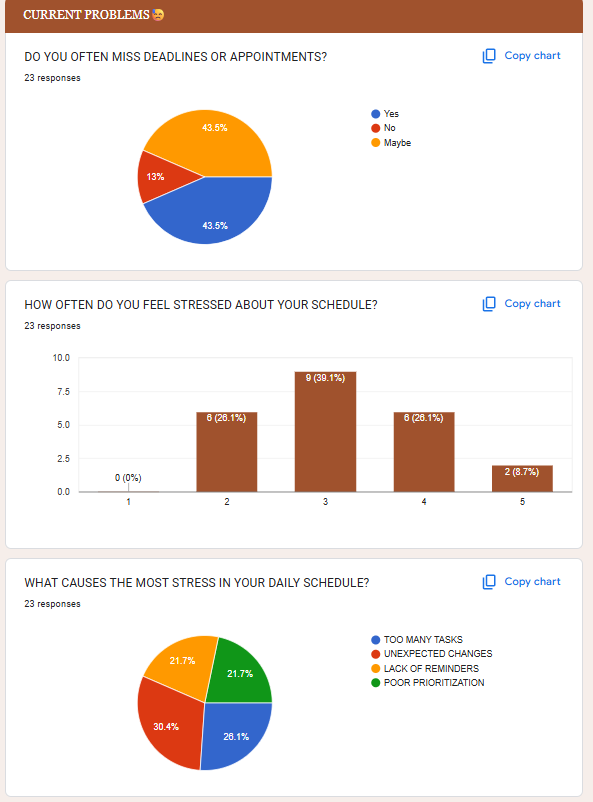 CURRENT PROBLEMS😓
DO YOU OFTEN MISS DEADLINES OR APPOINTMENTS?
Copy chart
23 responses
Yes
No
Maybe
43.5%
13%
43.5%
HOW OFTEN DO YOU FEEL STRESSED ABOUT YOUR SCHEDULE?
Copy chart
23 responses
10.0
7.5
5.0
2.5
0.0
0 (0%)
6 (26.1%)
9 (39.1%)
6 (26.1%)
2 (8.7%)
1 2 3 4 5
WHAT CAUSES THE MOST STRESS IN YOUR DAILY SCHEDULE?
Copy chart
23 responses
TOO MANY TASKS
UNEXPECTED CHANGES
LACK OF REMINDERS
POOR PRIORITIZATION
21.7%
21.7%
30.4%
26.1%